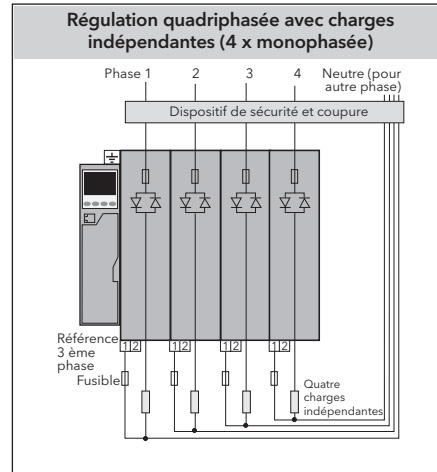 Régulation quadriphasée avec charges
indépendantes (4 x monophasée)
Phase 1 2 3 4 Neutre (pour
autre phase)
Dispositif de sécurité et coupure
Référence
3 ème
phase
1 2 1 2 1 2 1 2
Fusible
Quatre
charges
indépendantes